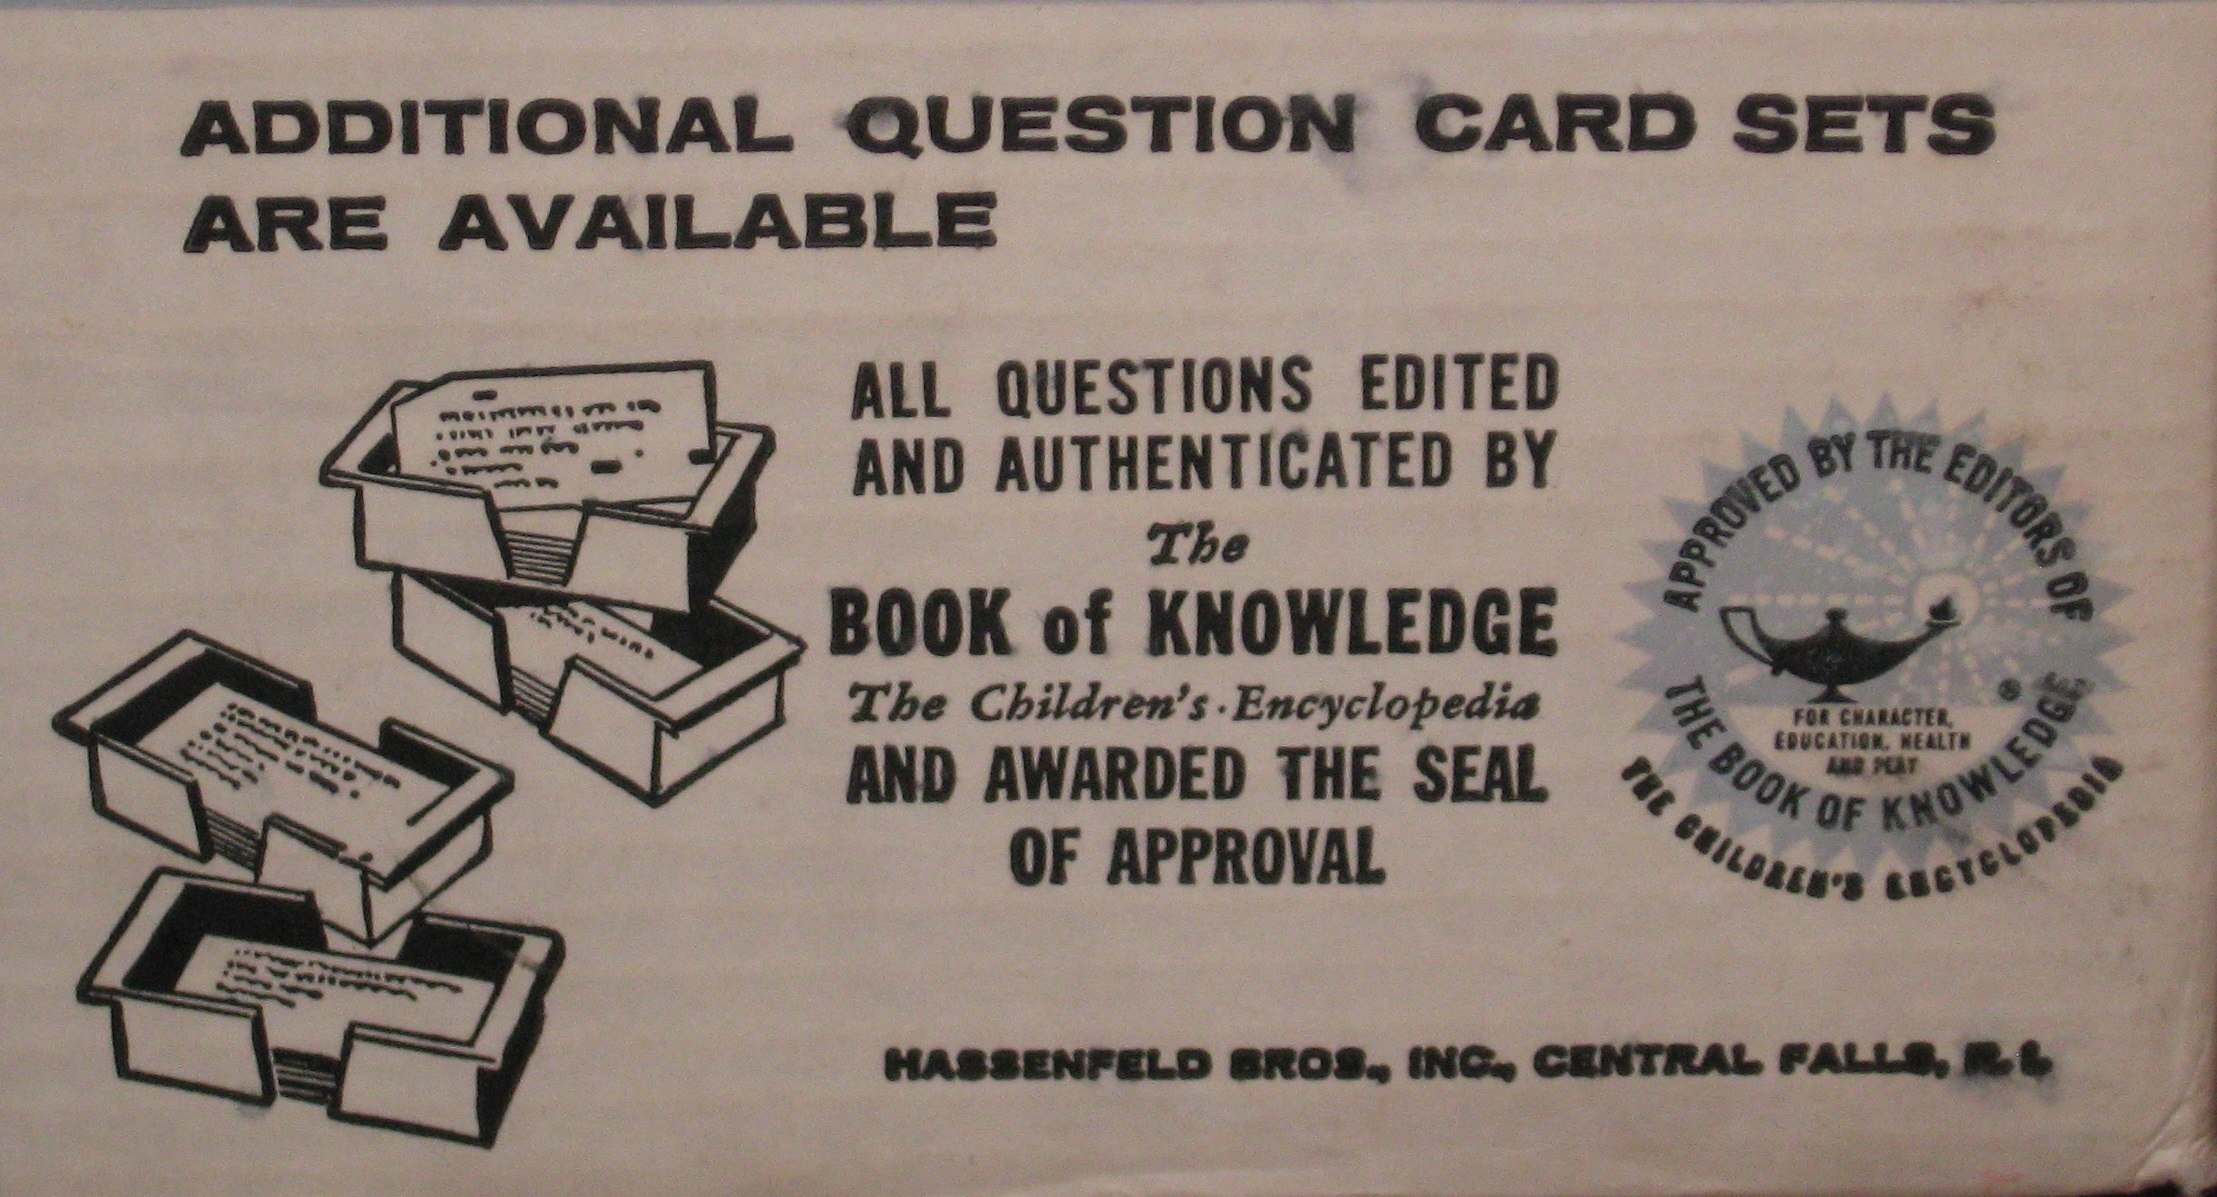 ADDITIONAL QUESTION CARD SETS
ARE AVAILABLE
ALL QUESTIONS EDITED
AND AUTHENTICATED BY
The
BOOK of KNOWLEDGE
The Children's · Encyclopedia
AND AWARDED THE SEAL
OF APPROVAL
APPROVED BY THE EDITORS OF
®
FOR CHARACTER,
EDUCATION, HEALTH
AND PLAY
THE BOOK OF KNOWLEDGE
THE CHILDREN'S ENCYCLOPEDIA
HASSENFELD BROS., INC., CENTRAL FALLS, R. I.